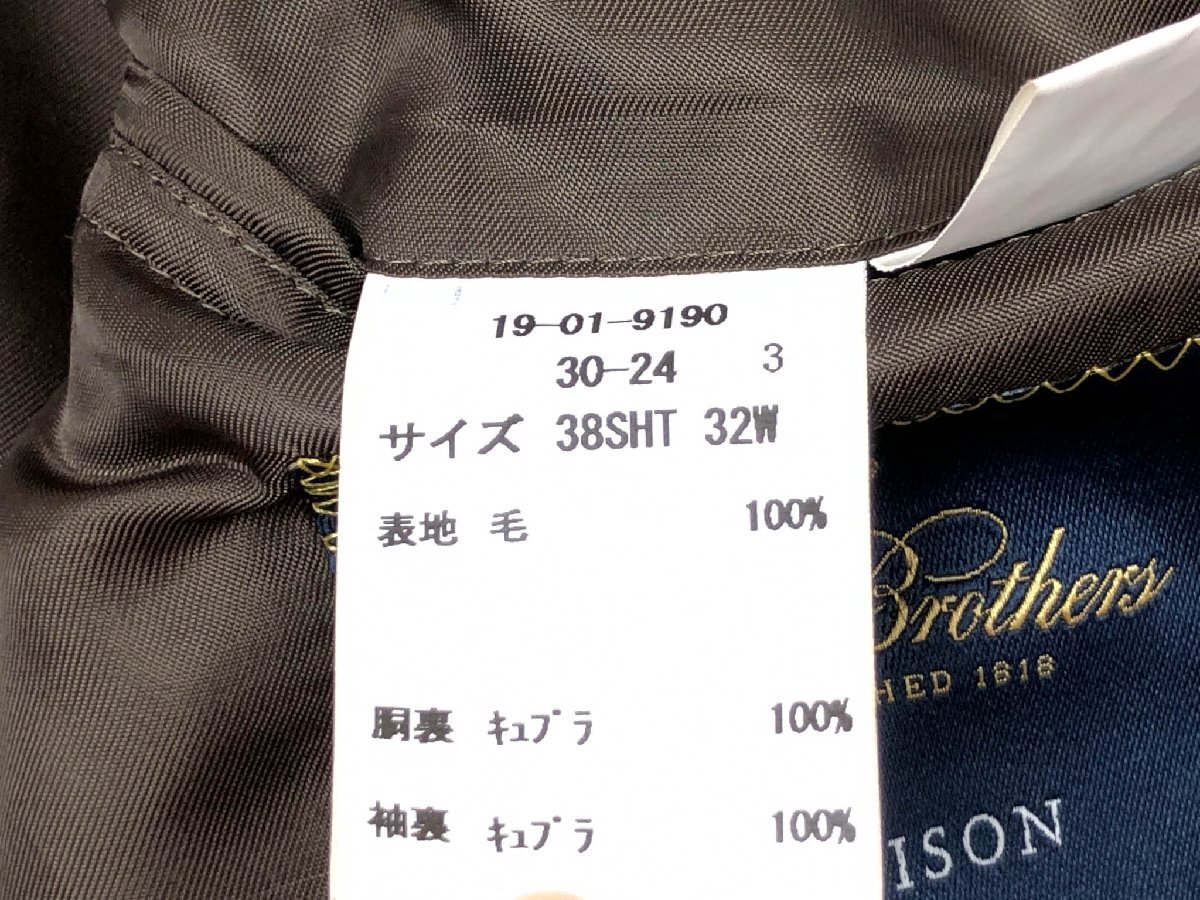 19-01-9190
30-24 3
サイズ 38SHT 32W
表地 毛 100%
胴裏 ｷｭﾌﾟﾗ 100%
袖裏 ｷｭﾌﾟﾗ 100%
Brothers
HED 1818
ISON